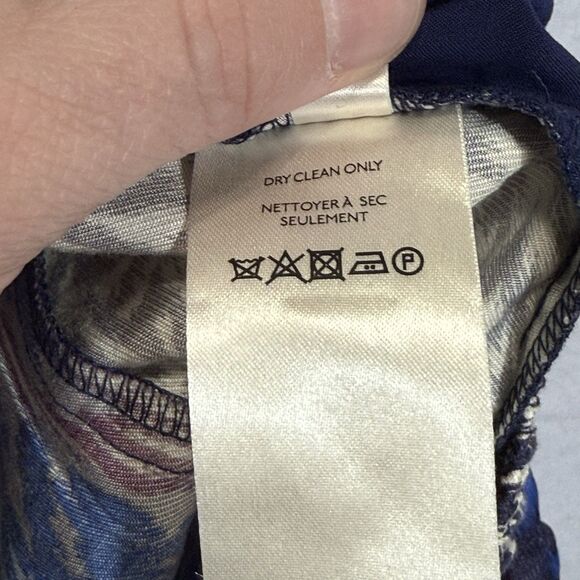 DRY CLEAN ONLY
NETTOYER À SEC
SEULEMENT
P